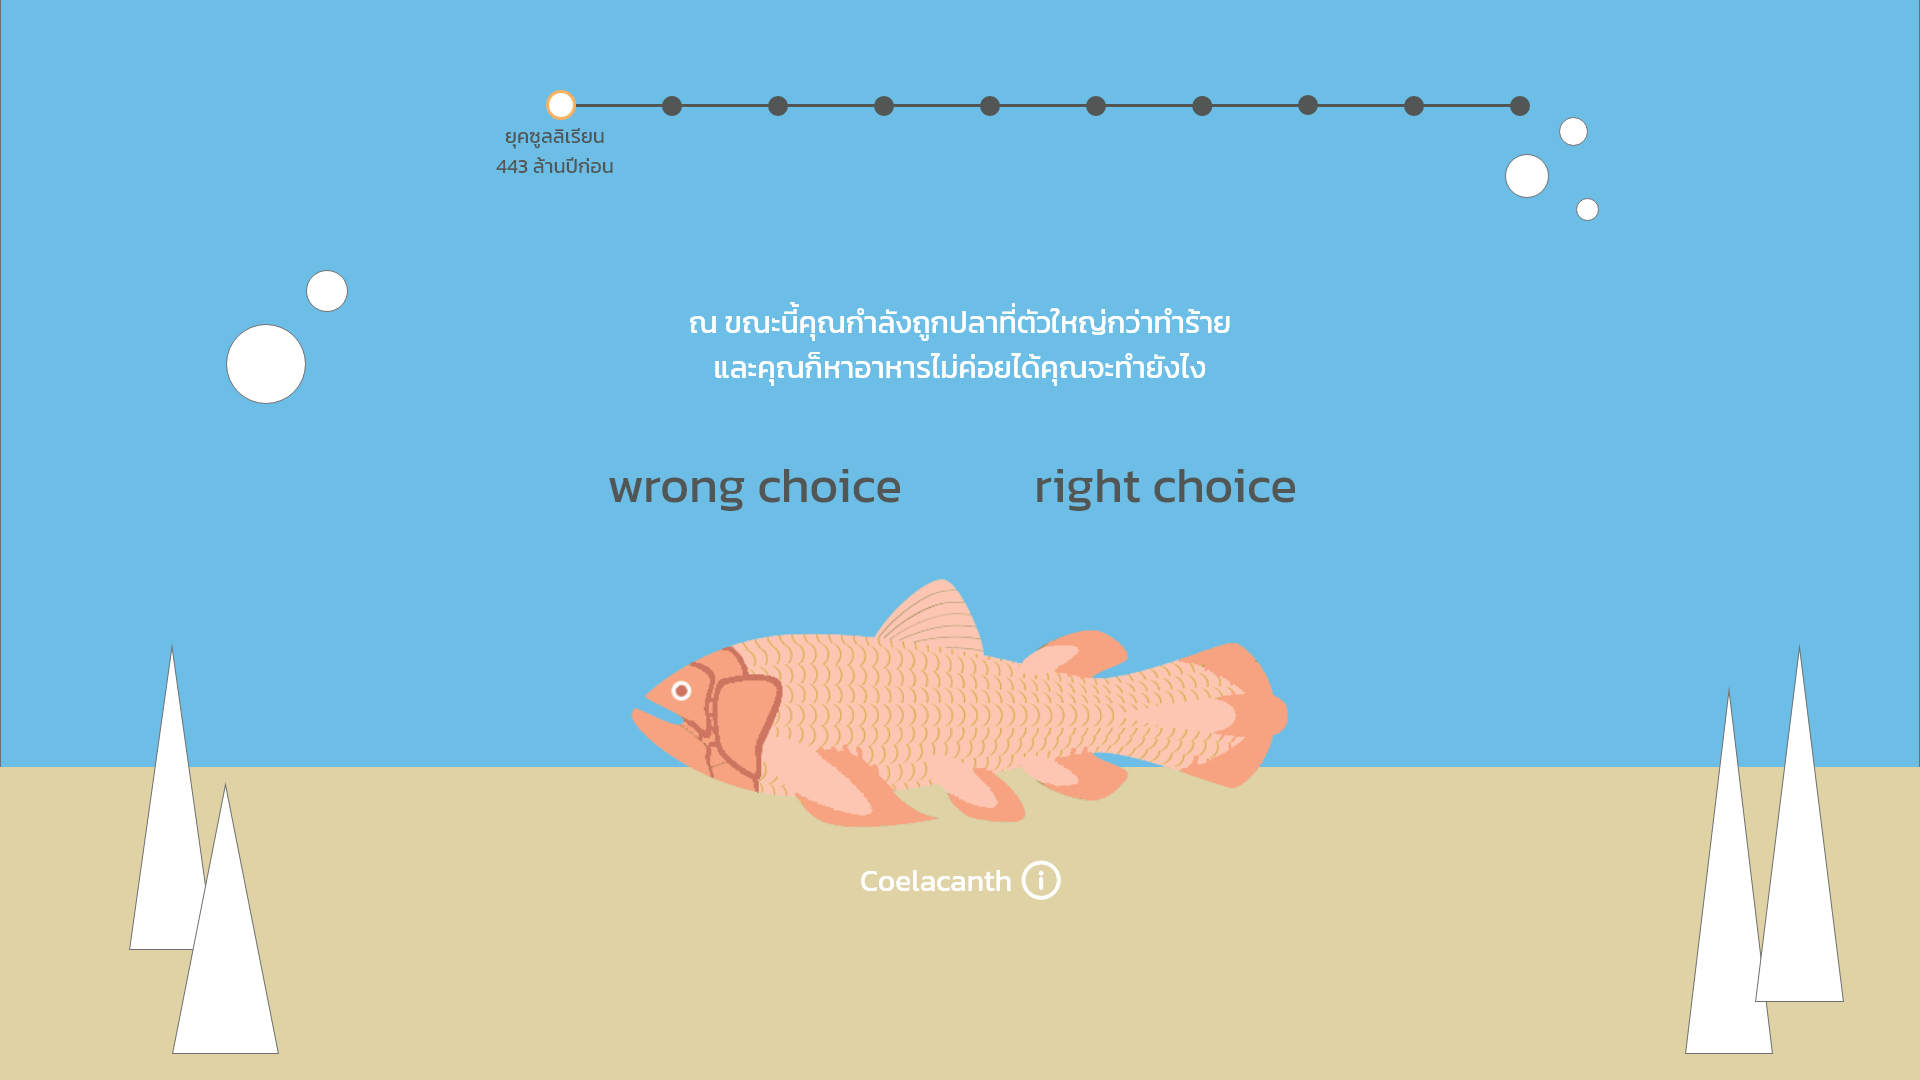 ยุคซูลลิเรียน
443 ล้านปีก่อน
ณ ขณะนี้คุณกำลังถูกปลาที่ตัวใหญ่กว่าทำร้าย
และคุณก็หาอาหารไม่ค่อยได้คุณจะทำยังไง
wrong choice
right choice
Coelacanth